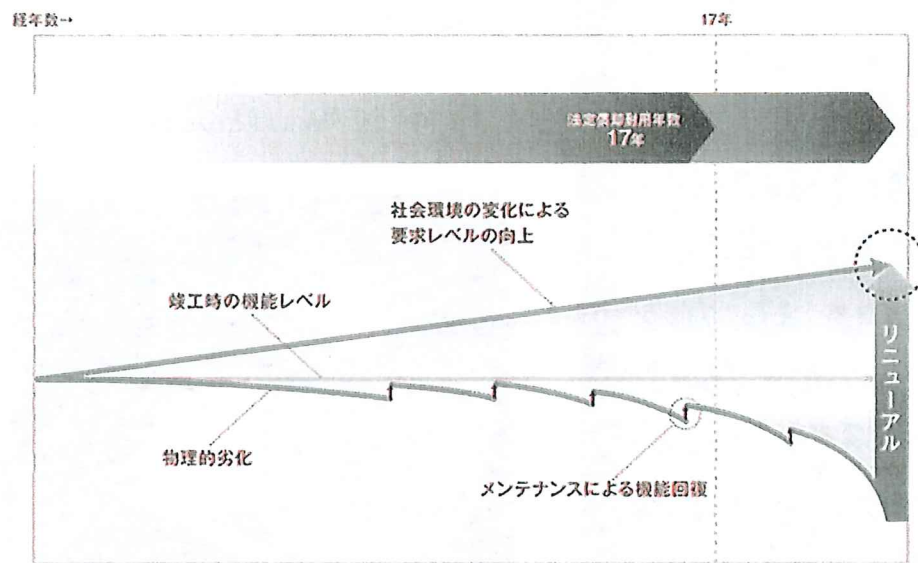 経年数→
17年
法定償却耐用年数
17年
社会環境の変化による
要求レベルの向上
竣工時の機能レベル
リニューアル
物理的劣化
メンテナンスによる機能回複